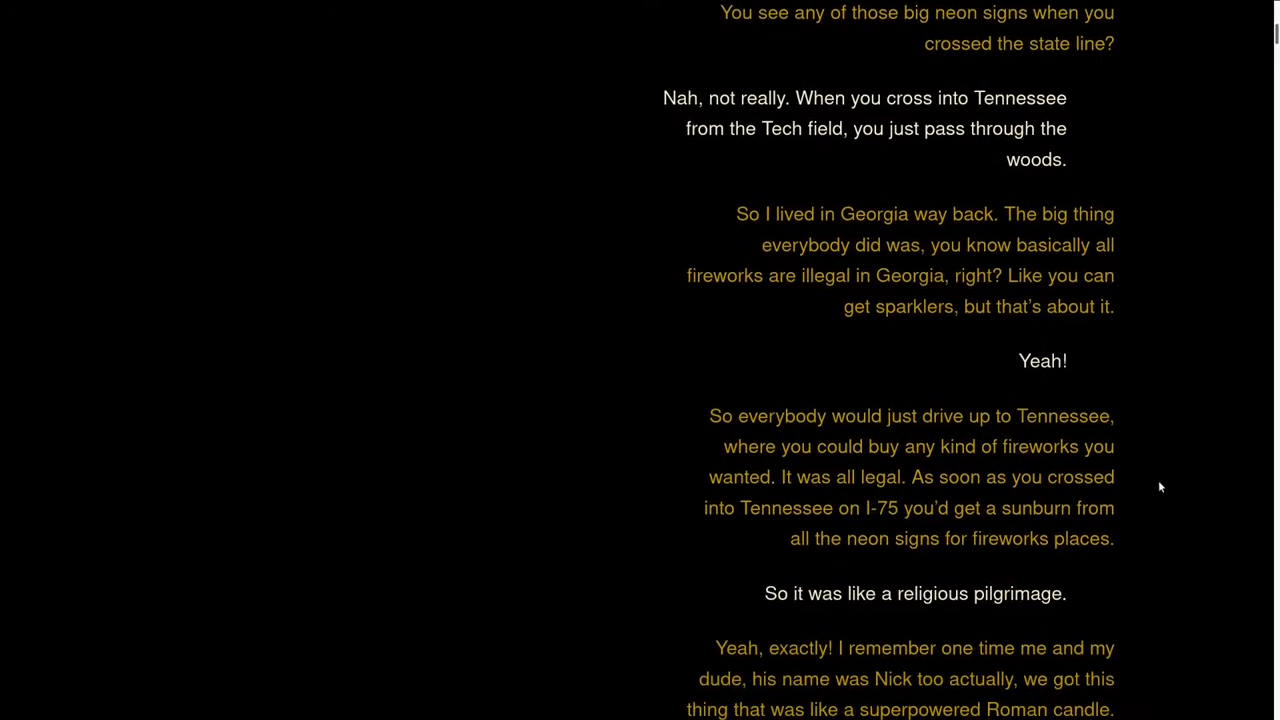 You see any of those big neon signs when you
crossed the state line?
Nah, not really. When you cross into Tennessee
from the Tech field, you just pass through the
woods.
So I lived in Georgia way back. The big thing
everybody did was, you know basically all
fireworks are illegal in Georgia, right? Like you can
get sparklers, but that’s about it.
Yeah!
So everybody would just drive up to Tennessee,
where you could buy any kind of fireworks you
wanted. It was all legal. As soon as you crossed
into Tennessee on I-75 you’d get a sunburn from
all the neon signs for fireworks places.
So it was like a religious pilgrimage.
Yeah, exactly! I remember one time me and my
dude, his name was Nick too actually, we got this
thing that was like a superpowered Roman candle.